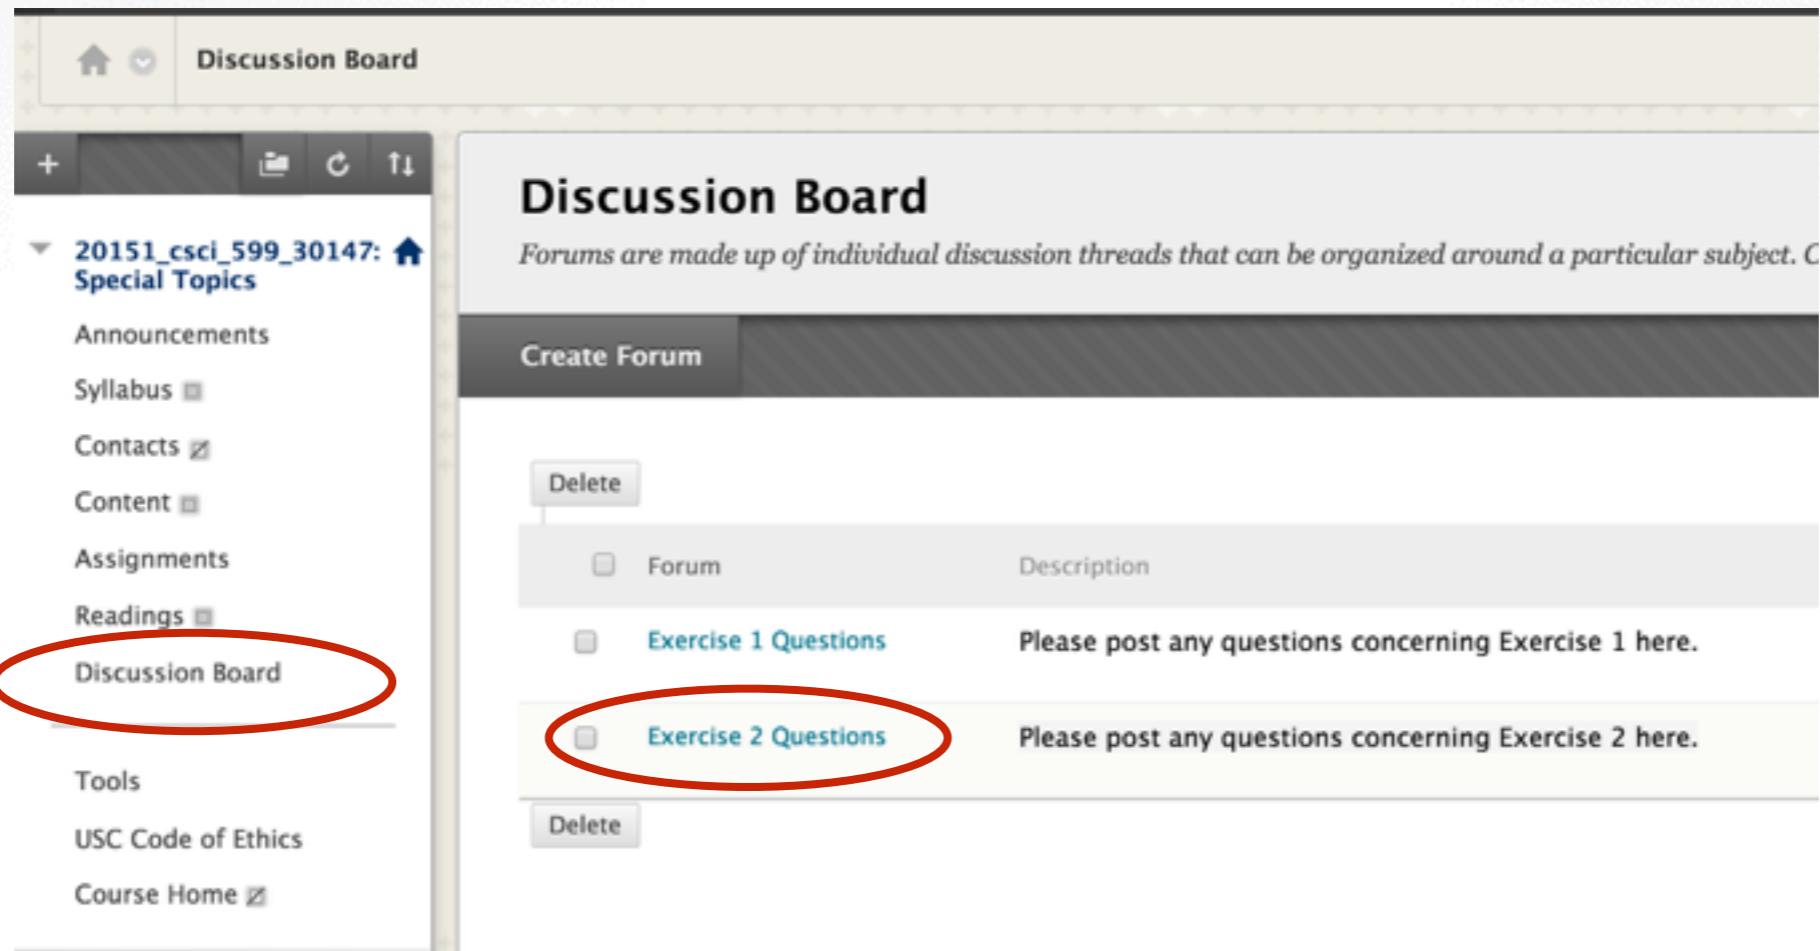 Discussion Board
20151_csci_599_30147:
Special Topics
Announcements
Syllabus
Contacts
Content
Assignments
Readings
Discussion Board
Tools
USC Code of Ethics
Course Home
Discussion Board
Forums are made up of individual discussion threads that can be organized around a particular subject. C
Create Forum
Delete
Forum Description
Exercise 1 Questions Please post any questions concerning Exercise 1 here.
Exercise 2 Questions Please post any questions concerning Exercise 2 here.
Delete